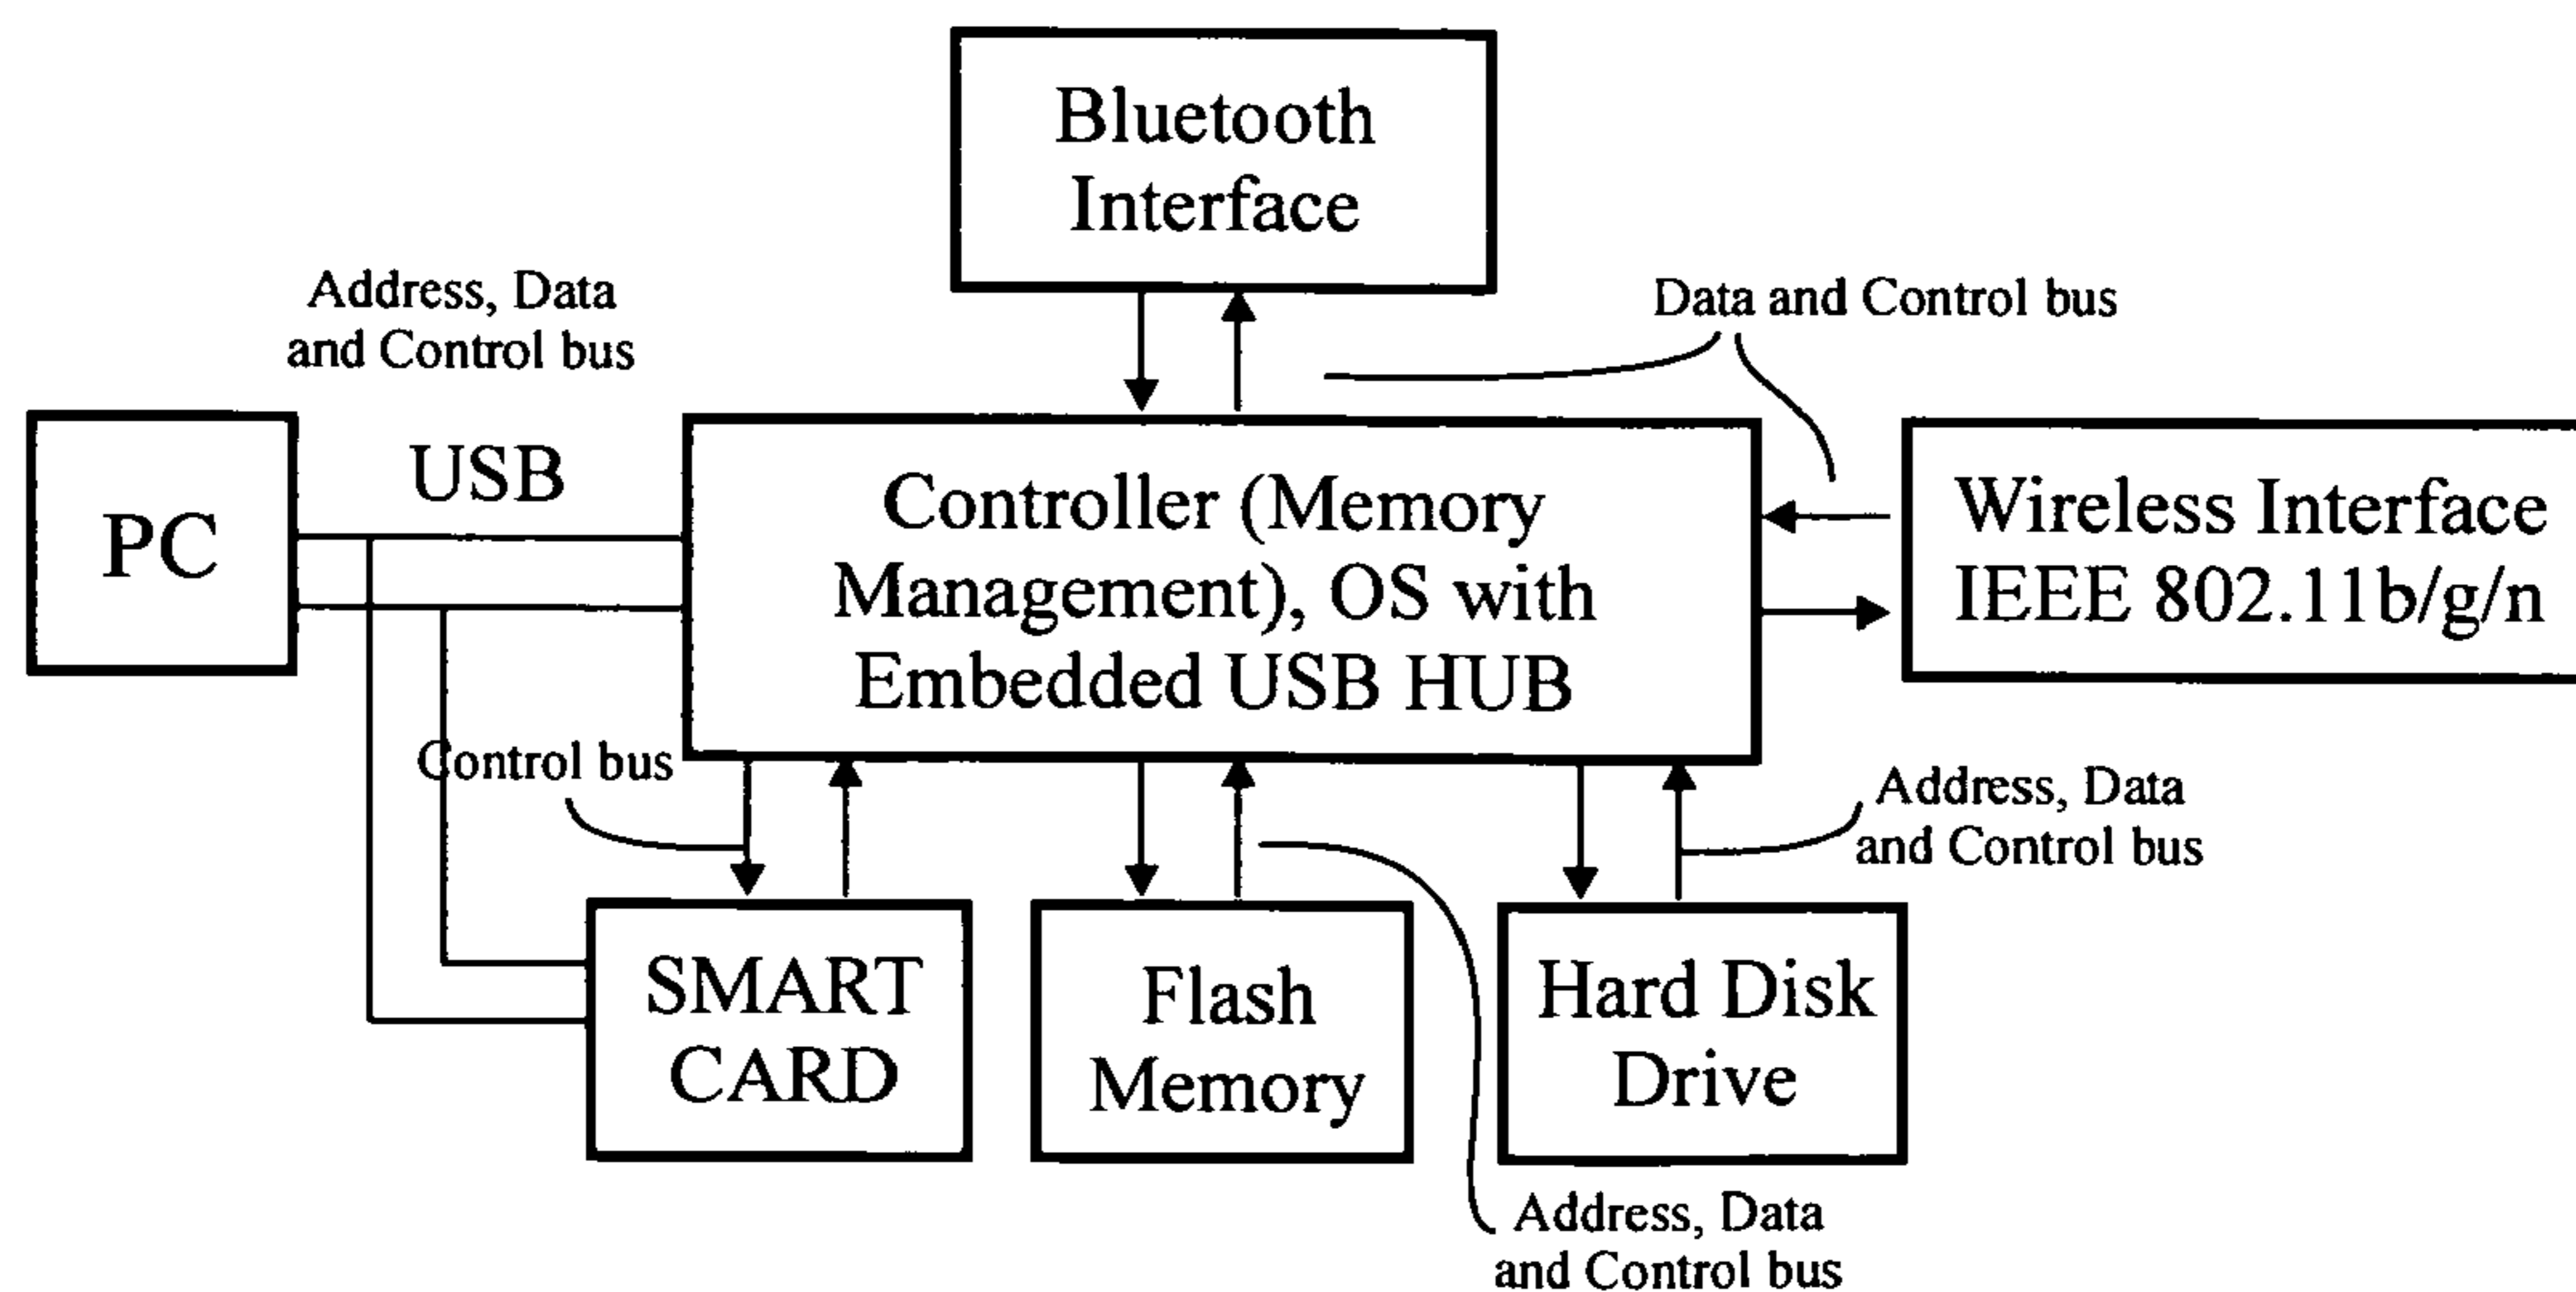 Bluetooth
Interface
Address, Data
and Control bus
Data and Control bus
PC
USB
Controller (Memory
Management), OS with
Embedded USB HUB
Wireless Interface
IEEE 802.11b/g/n
Control bus
Address, Data
and Control bus
SMART
CARD
Flash
Memory
Hard Disk
Drive
Address, Data
and Control bus